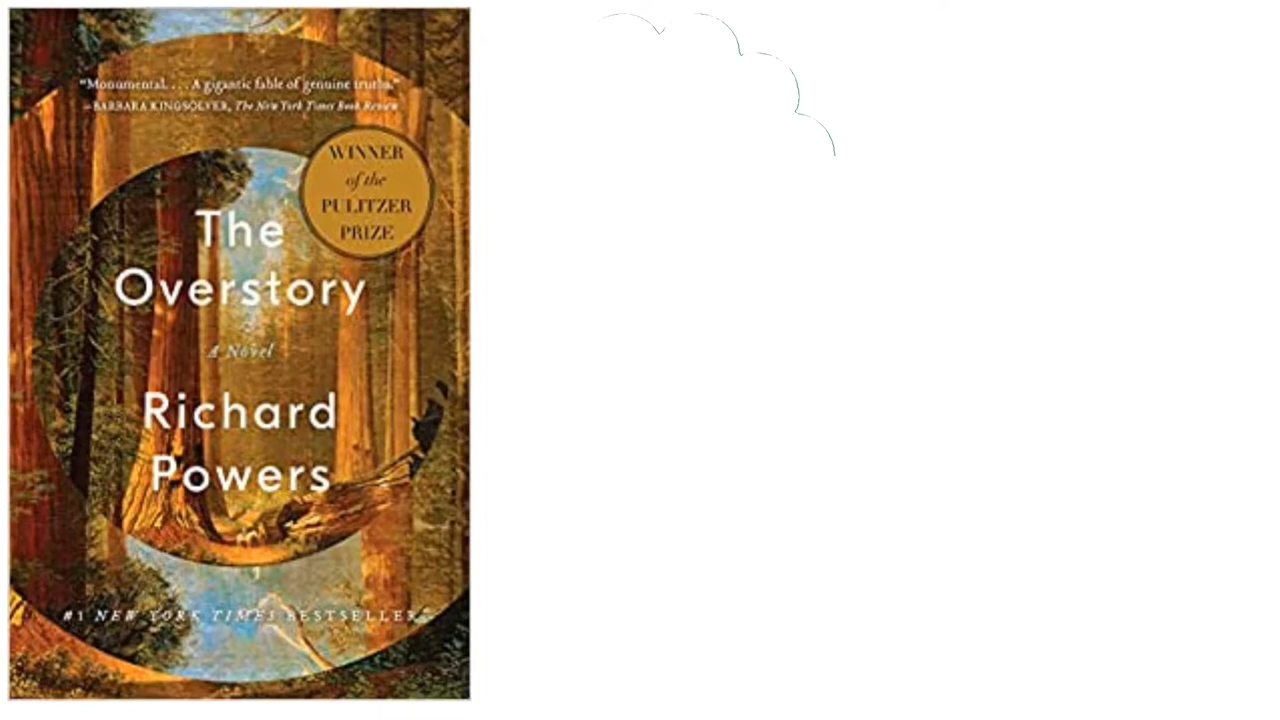 “Monumental. . . . A gigantic fable of genuine truths.”
—BARBARA KINGSOLVER, The New York Times Book Review
WINNER
of the
PULITZER
PRIZE
The
Overstory
A Novel
Richard
Powers
#1 NEW YORK TIMES BESTSELLER